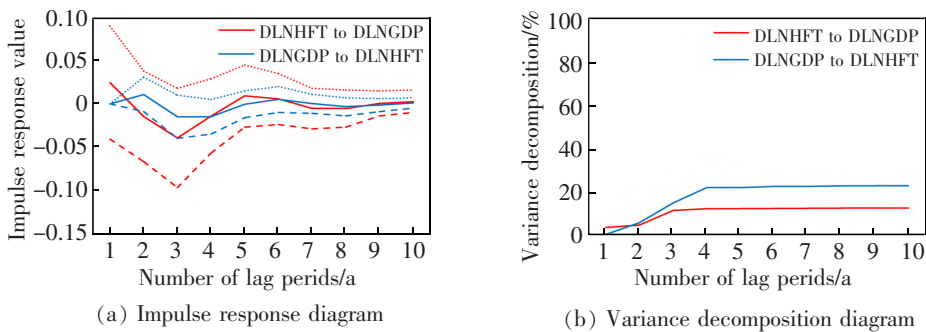 Impulse response value
0.10
0.05
0
−0.05
−0.10
−0.15
DLNHFT to DLNGDP
DLNGDP to DLNHFT
1 2 3 4 5 6 7 8 9 10
Number of lag perids/a
(a) Impulse response diagram
Variance decomposition/%
100
80
60
40
20
0
DLNHFT to DLNGDP
DLNGDP to DLNHFT
1 2 3 4 5 6 7 8 9 10
Number of lag perids/a
(b) Variance decomposition diagram